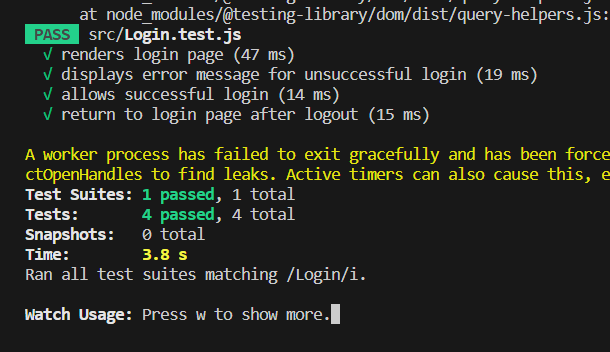 at node_modules/@testing-library/dom/dist/query-helpers.js:
PASS src/Login.test.js
√ renders login page (47 ms)
√ displays error message for unsuccessful login (19 ms)
√ allows successful login (14 ms)
√ return to login page after logout (15 ms)
A worker process has failed to exit gracefully and has been force
ctOpenHandles to find leaks. Active timers can also cause this, e
Test Suites: 1 passed, 1 total
Tests: 4 passed, 4 total
Snapshots: 0 total
Time: 3.8 s
Ran all test suites matching /Login/i.
Watch Usage: Press w to show more.